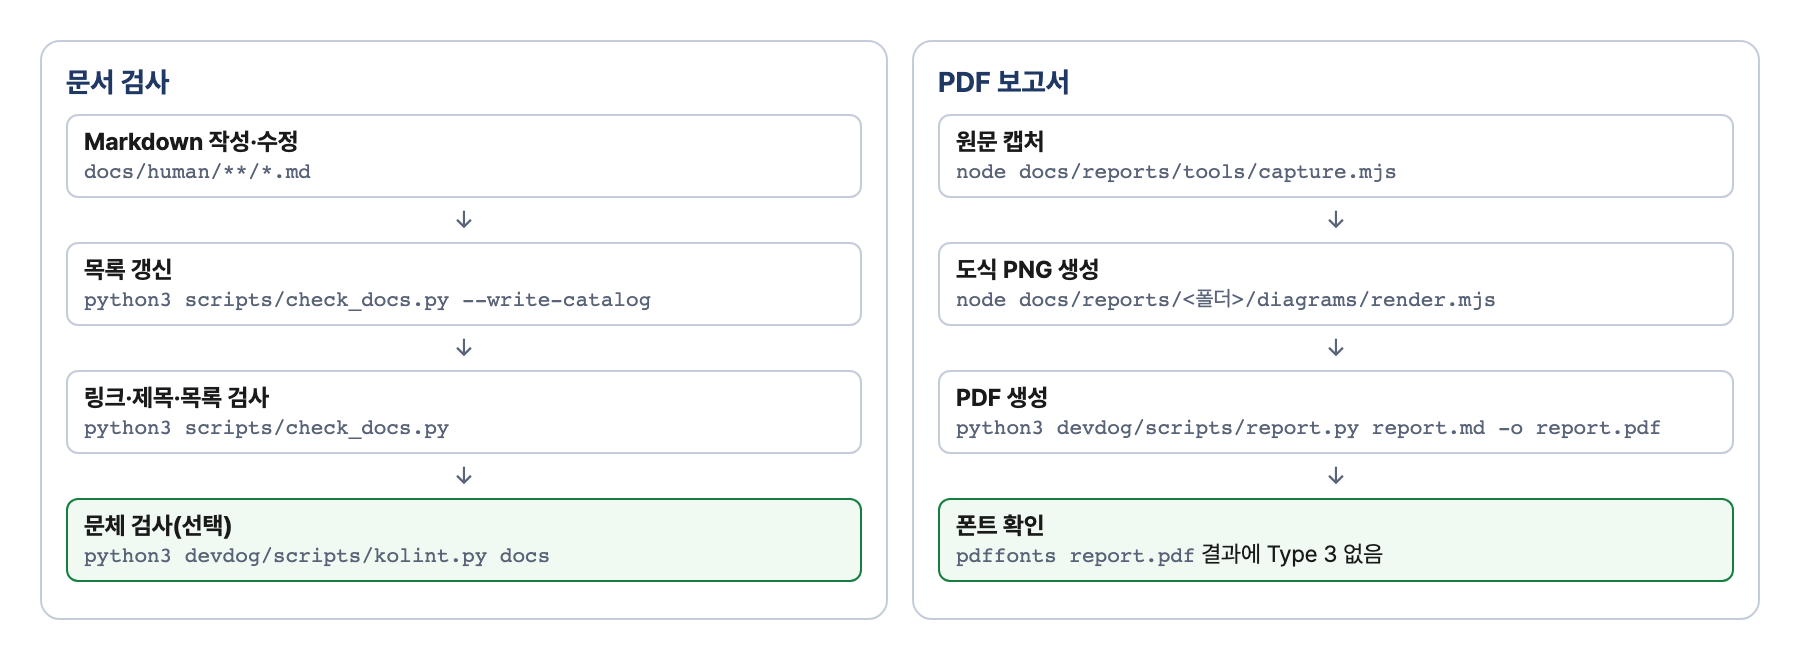 문서 검사
Markdown 작성·수정
docs/human/**/*.md
↓
목록 갱신
python3 scripts/check_docs.py --write-catalog
↓
링크·제목·목록 검사
python3 scripts/check_docs.py
↓
문체 검사(선택)
python3 devdog/scripts/kolint.py docs
PDF 보고서
원문 캡처
node docs/reports/tools/capture.mjs
↓
도식 PNG 생성
node docs/reports/<폴더>/diagrams/render.mjs
↓
PDF 생성
python3 devdog/scripts/report.py report.md -o report.pdf
↓
폰트 확인
pdffonts report.pdf 결과에 Type 3 없음